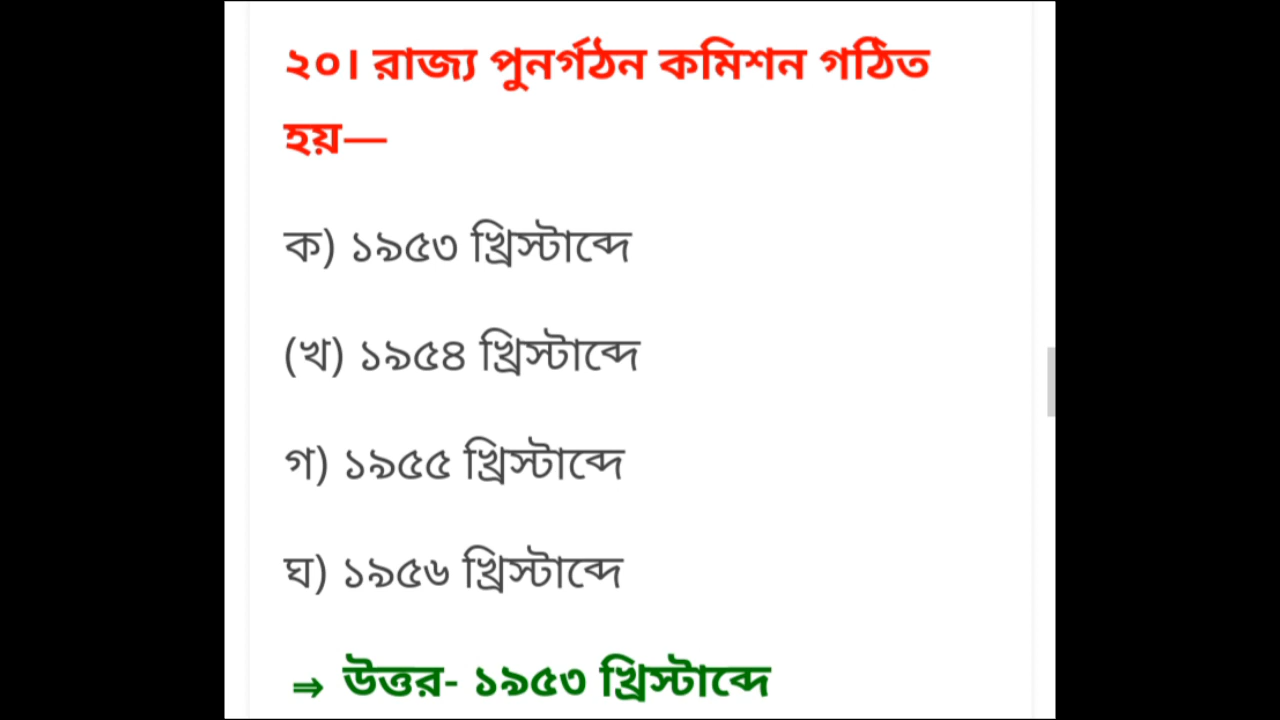 ২০। রাজ্য পুনর্গঠন কমিশন গঠিত
হয়—
ক) ১৯৫৩ খ্রিস্টাব্দে
(খ) ১৯৫৪ খ্রিস্টাব্দে
গ) ১৯৫৫ খ্রিস্টাব্দে
ঘ) ১৯৫৬ খ্রিস্টাব্দে
⇒ উত্তর- ১৯৫৩ খ্রিস্টাব্দে